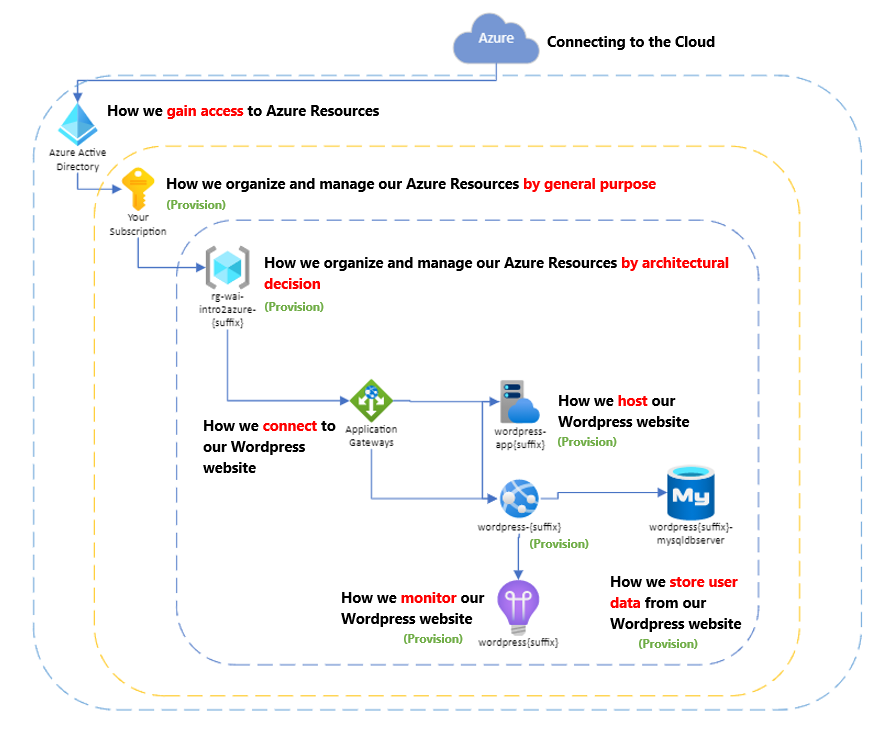 Azure
Connecting to the Cloud
How we gain access to Azure Resources
Azure Active
Directory
How we organize and manage our Azure Resources by general purpose
(Provision)
Your
Subscription
How we organize and manage our Azure Resources by architectural
decision
(Provision)
rg-wai-
intro2azure-
{suffix}
How we connect to
our Wordpress
website
Application
Gateways
wordpress-
app{suffix}
How we host our
Wordpress website
(Provision)
wordpress-{suffix}
(Provision)
My
wordpress{suffix}-
mysqldbserver
How we monitor our
Wordpress website
(Provision)
wordpress{suffix}
How we store user
data from our
Wordpress website
(Provision)